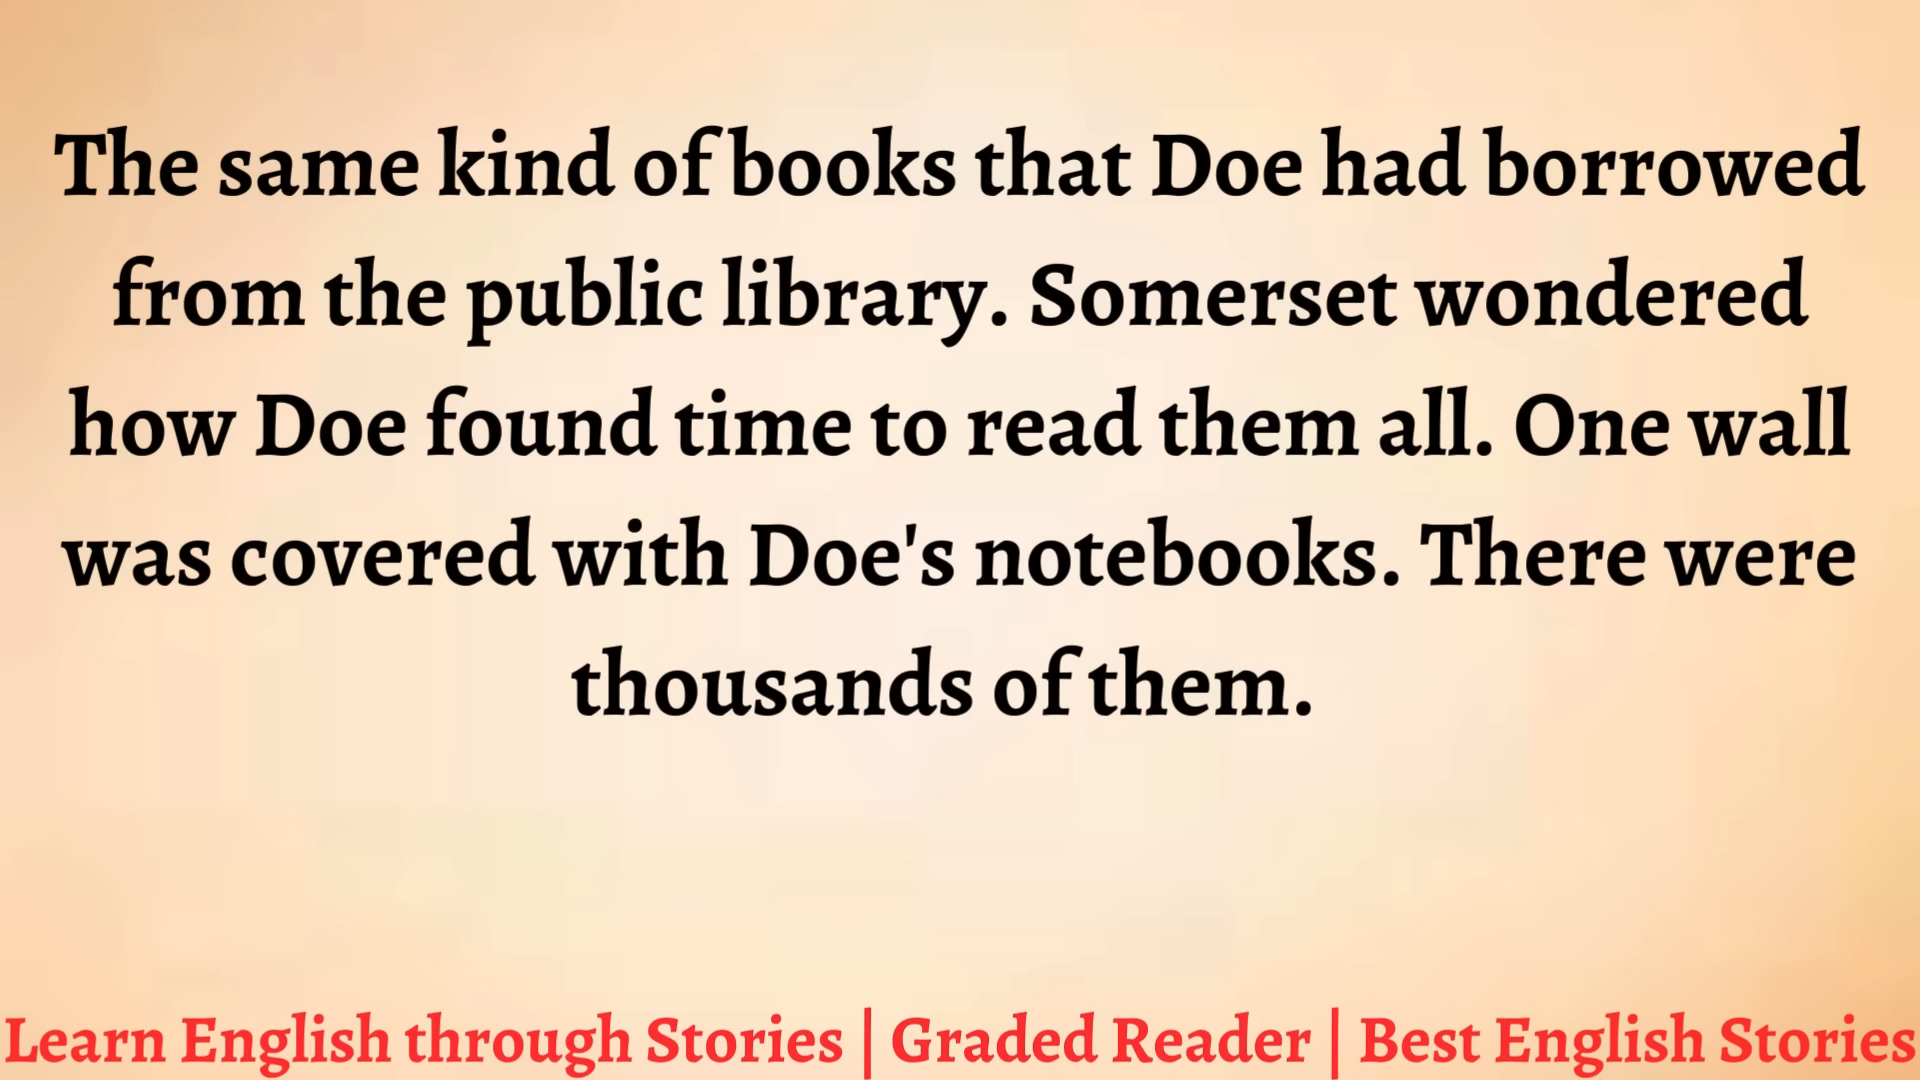 The same kind of books that Doe had borrowed
from the public library. Somerset wondered
how Doe found time to read them all. One wall
was covered with Doe's notebooks. There were
thousands of them.
Learn English through Stories | Graded Reader | Best English Stories